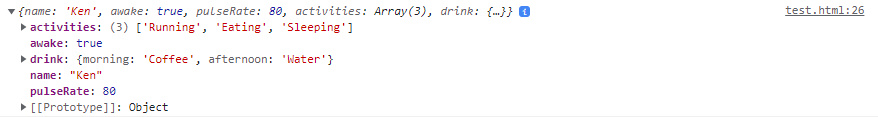 {name: 'Ken', awake: true, pulseRate: 80, activities: Array(3), drink: {…}} i test.html:26
activities: (3) ['Running', 'Eating', 'Sleeping']
awake: true
drink: {morning: 'Coffee', afternoon: 'Water'}
name: "Ken"
pulseRate: 80
[[Prototype]]: Object